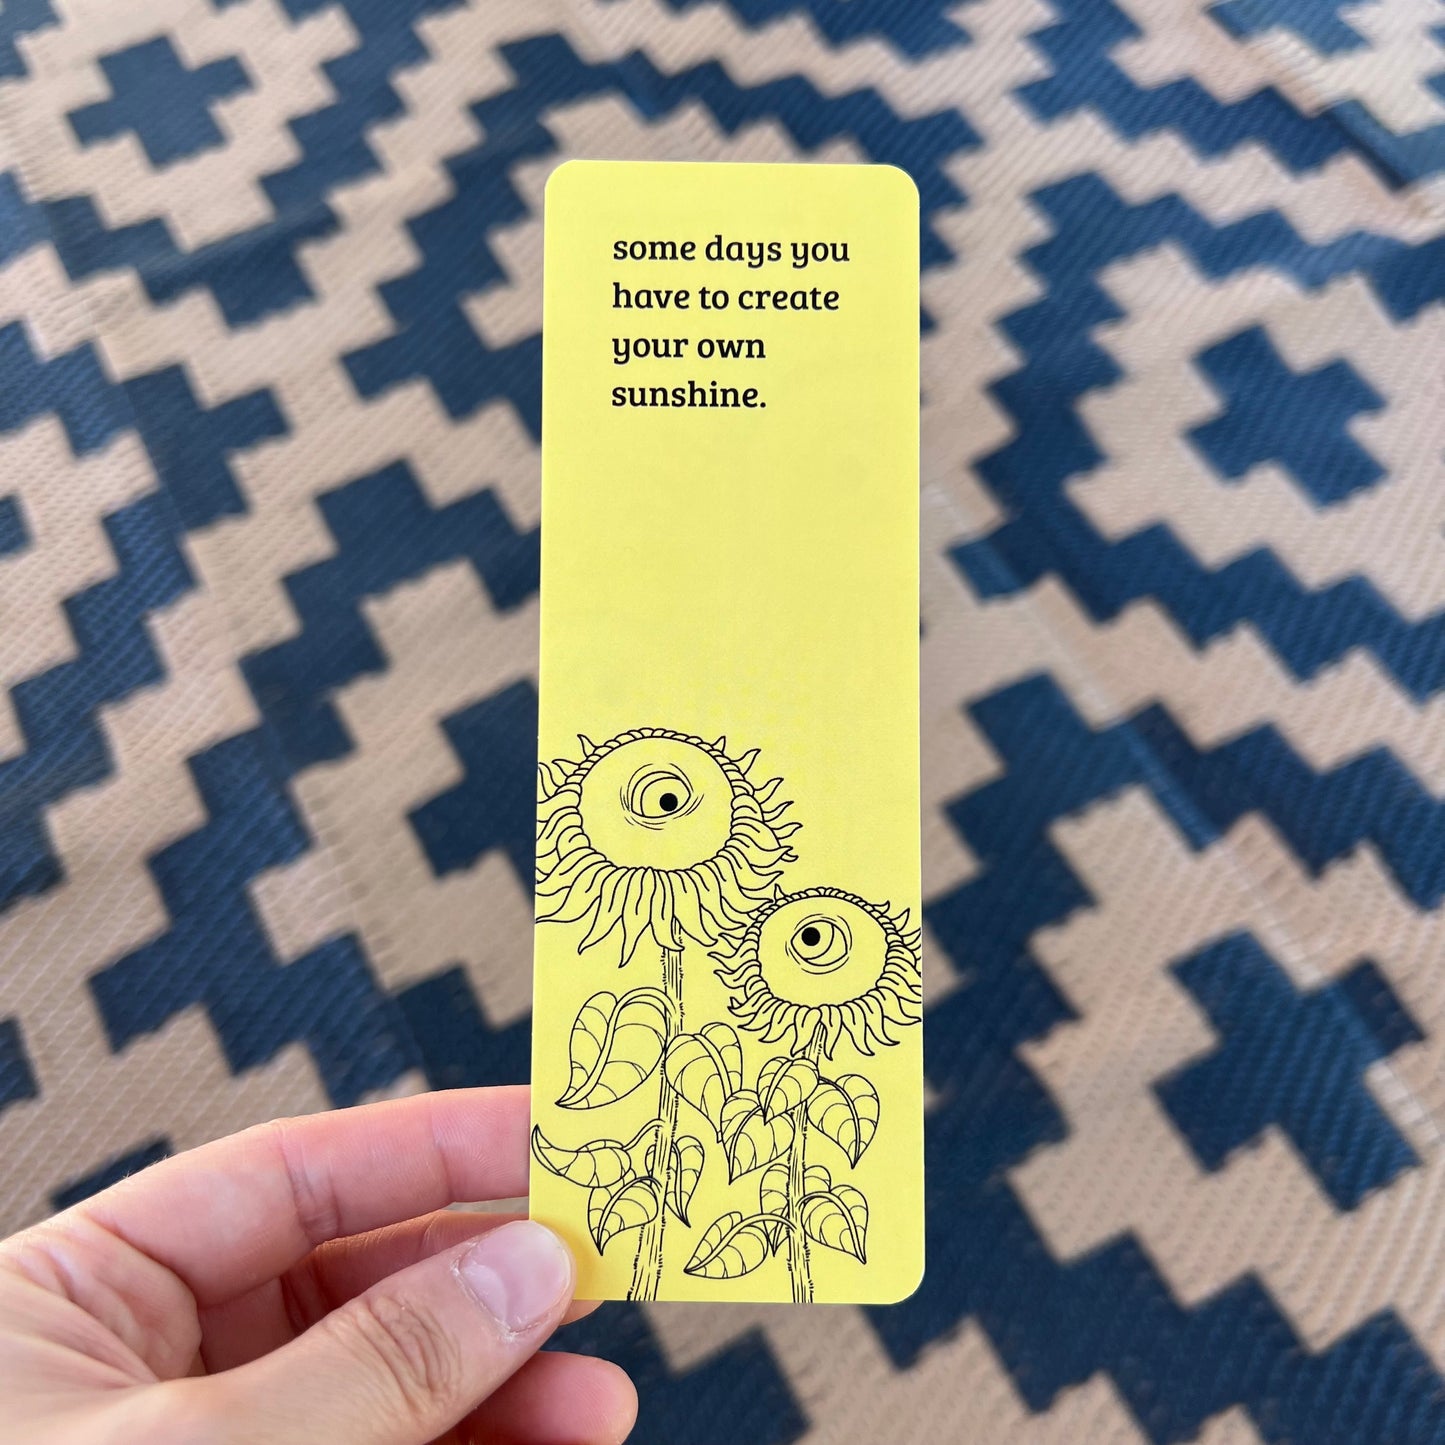 some days you
have to create
your own
sunshine.